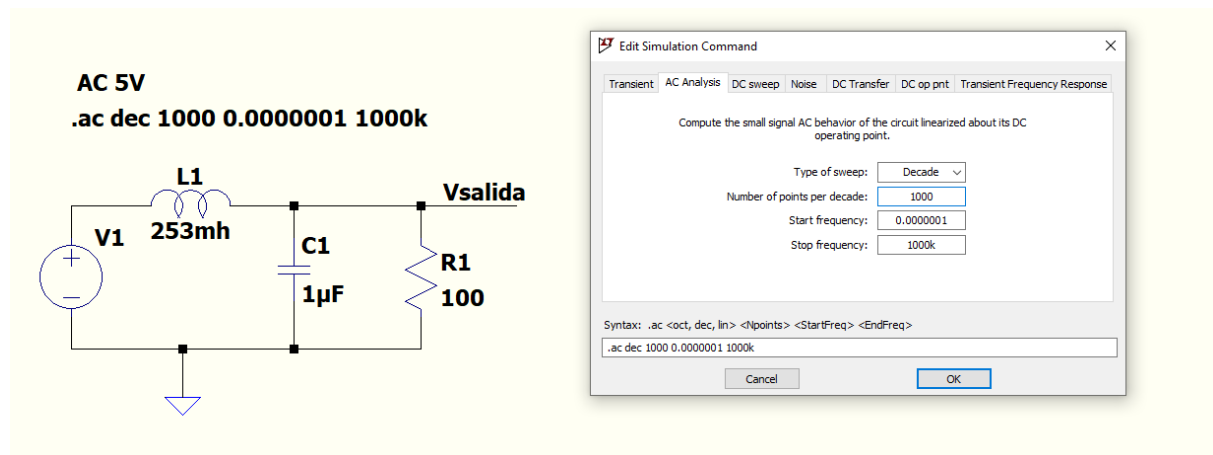 AC 5V
.ac dec 1000 0.0000001 1000k
L1
253mh
Vsalida
V1
C1
1µF
R1
100
Edit Simulation Command
Transient AC Analysis DC sweep Noise DC Transfer DC op pnt Transient Frequency Response
Compute the small signal AC behavior of the circuit linearized about its DC
operating point.
Type of sweep: Decade
Number of points per decade: 1000
Start frequency: 0.0000001
Stop frequency: 1000k
Syntax: .ac <oct, dec, lin> <Npoints> <StartFreq> <EndFreq>
.ac dec 1000 0.0000001 1000k
Cancel OK